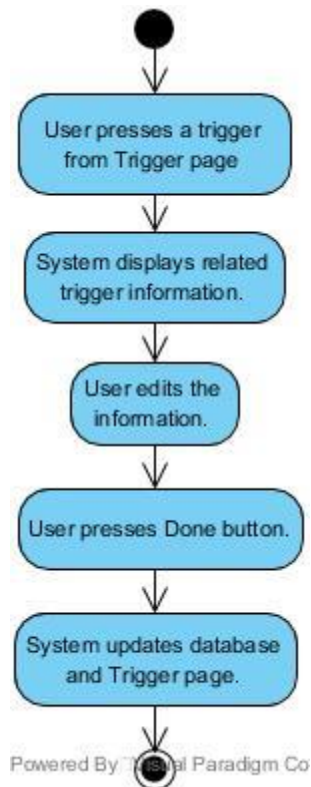 User presses a trigger
from Trigger page
System displays related
trigger information.
User edits the
information.
User presses Done button.
System updates database
and Trigger page.
Powered By Visual Paradigm Co